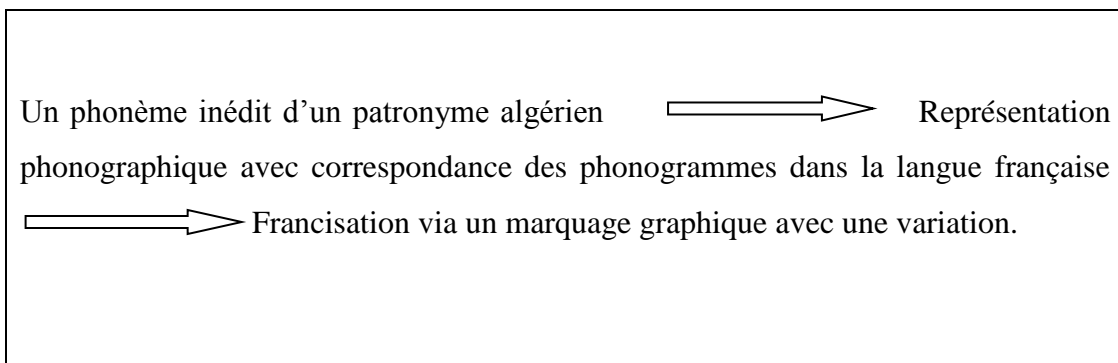 Un phonème inédit d’un patronyme algérien Représentation
phonographique avec correspondance des phonogrammes dans la langue française
Francisation via un marquage graphique avec une variation.